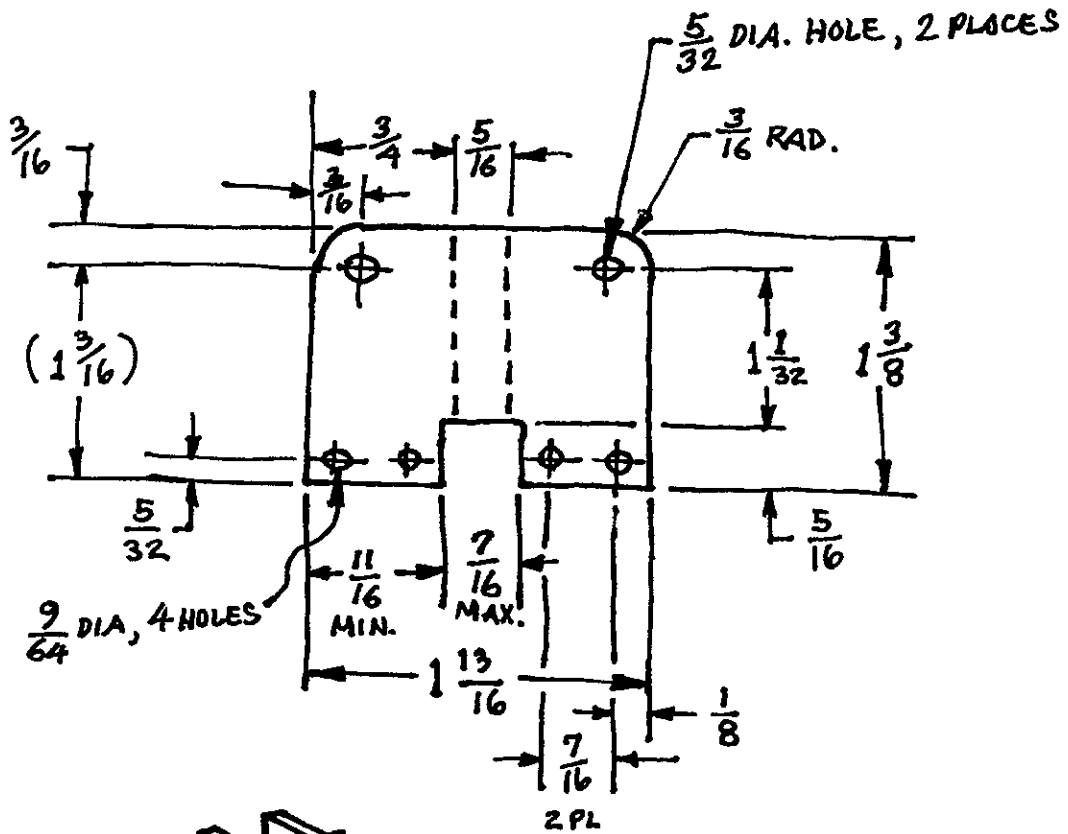 5/32 DIA. HOLE, 2 PLACES
3/16 RAD.
3/16
3/4
5/16
3/16
(1 3/16)
1 1/32
1 3/8
5/32
5/16
9/64 DIA, 4 HOLES
11/16 MIN.
7/16 MAX.
1 13/16
1/8
7/16
2 PL